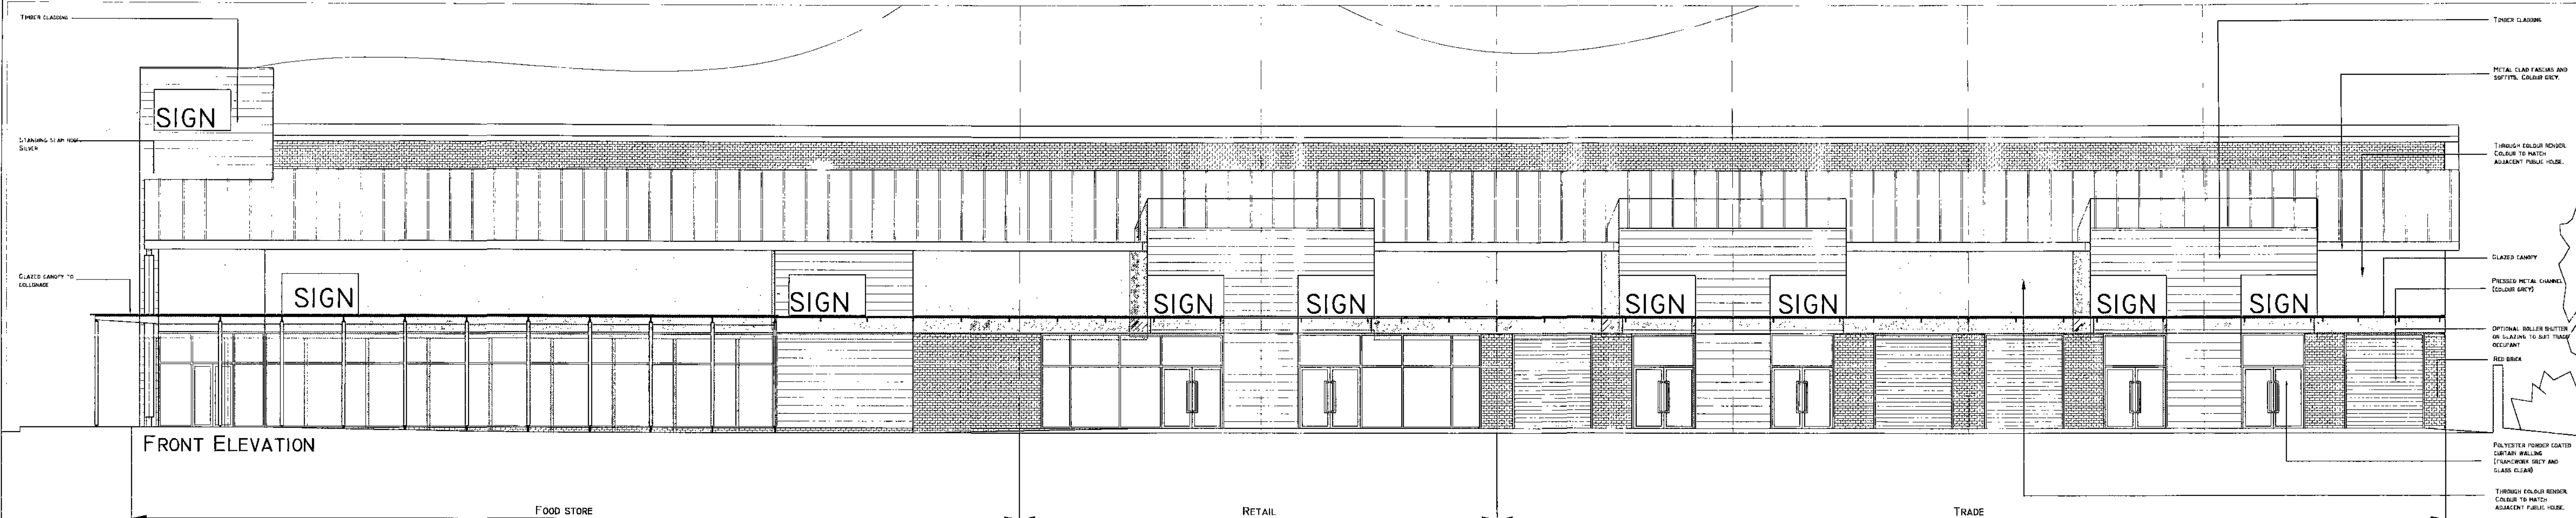 TIMBER CLADDING
SIGN
STANDING SEAM ROOF.
SILVER
GLAZED CANOPY TO
COLLONADE
SIGN
SIGN
SIGN
SIGN
SIGN
SIGN
SIGN
SIGN
TIMBER CLADDING
METAL CLAD FASCIAS AND
SOFFITS. COLOUR GREY.
THROUGH COLOUR RENDER.
COLOUR TO MATCH
ADJACENT PUBLIC HOUSE.
GLAZED CANOPY
PRESSED METAL CHANNEL
(COLOUR GREY)
OPTIONAL ROLLER SHUTTER
OR GLAZING TO SUIT TRADE
OCCUPANT
RED BRICK
POLYESTER POWDER COATED
CURTAIN WALLING
(FRAMEWORK GREY AND
GLASS CLEAR)
THROUGH COLOUR RENDER.
COLOUR TO MATCH
ADJACENT PUBLIC HOUSE.
FRONT ELEVATION
FOOD STORE
RETAIL
TRADE